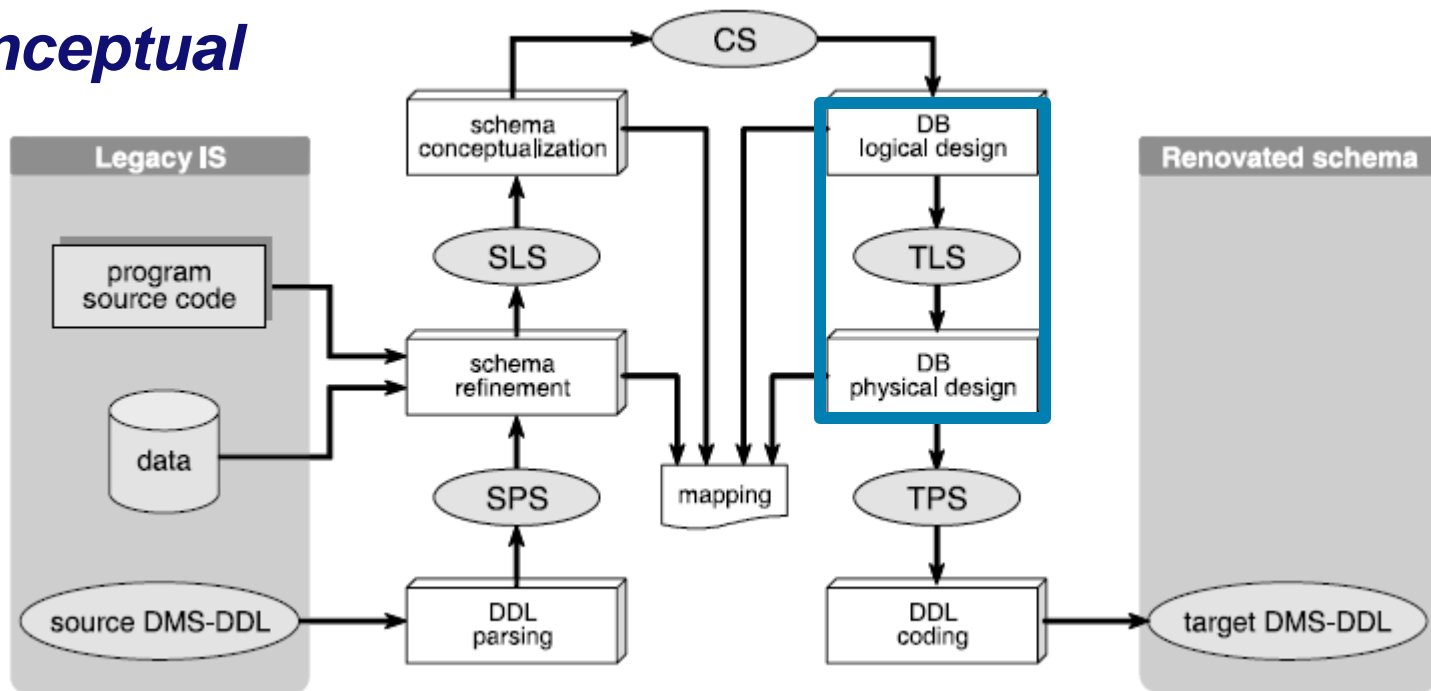 nceptual
CS
schema
conceptualization
DB
logical design
Legacy IS
Renovated schema
program
source code
SLS
TLS
schema
refinement
DB
physical design
data
SPS
mapping
TPS
source DMS-DDL
DDL
parsing
DDL
coding
target DMS-DDL